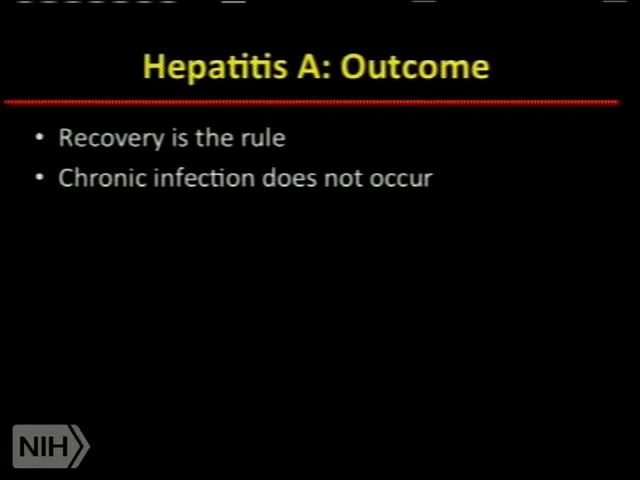 Hepatitis A: Outcome
• Recovery is the rule
• Chronic infection does not occur
NIH